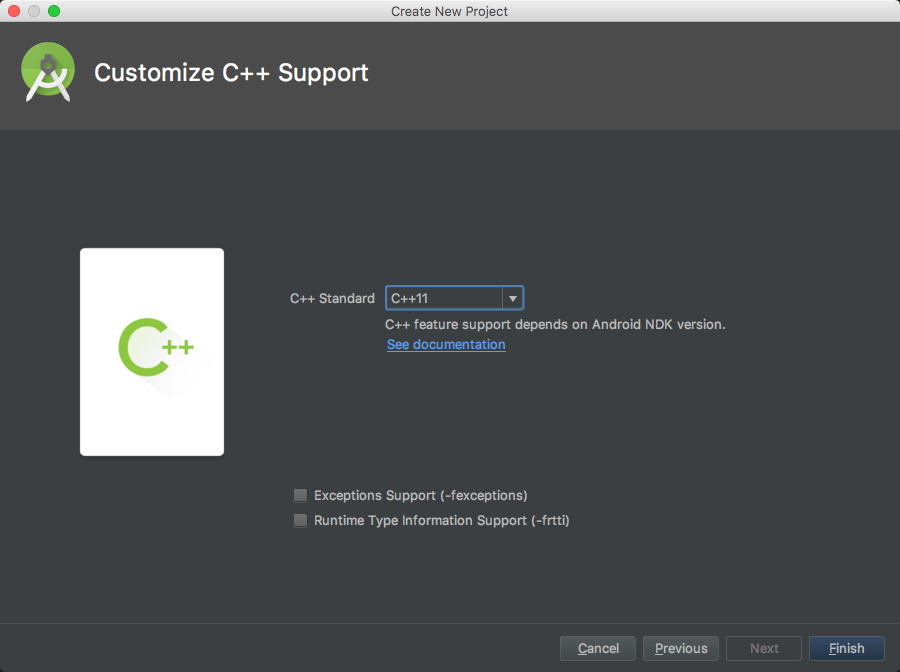 Create New Project
Customize C++ Support
C++
C++ Standard C++11
C++ feature support depends on Android NDK version.
See documentation
Exceptions Support (-fexceptions)
Runtime Type Information Support (-frtti)
Cancel Previous Next Finish